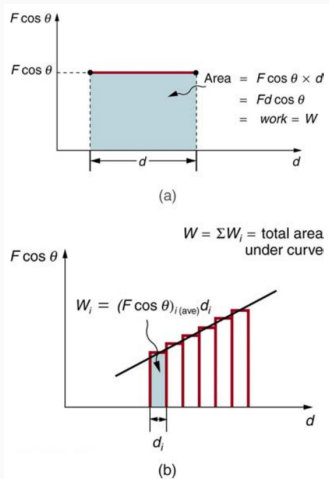 F cos θ
F cos θ
Area = F cos θ × d
= Fd cos θ
= work = W
d
d
(a)
W = ΣWᵢ = total area
under curve
F cos θ
Wᵢ = (F cos θ)ᵢ(ave)dᵢ
dᵢ
d
(b)